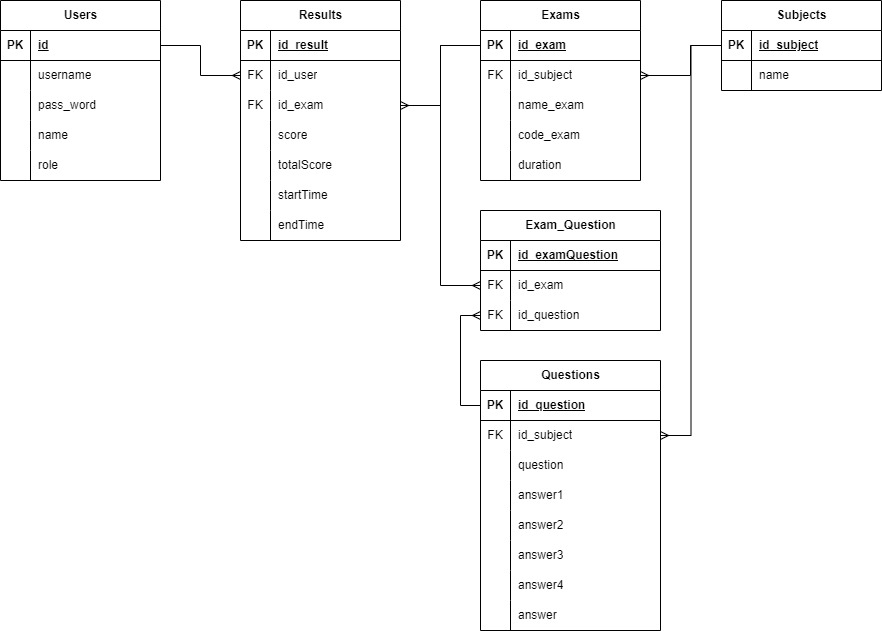 Users
PK id
username
pass_word
name
role
Results
PK id_result
FK id_user
FK id_exam
score
totalScore
startTime
endTime
Exams
PK id_exam
FK id_subject
name_exam
code_exam
duration
Subjects
PK id_subject
name
Exam_Question
PK id_examQuestion
FK id_exam
FK id_question
Questions
PK id_question
FK id_subject
question
answer1
answer2
answer3
answer4
answer